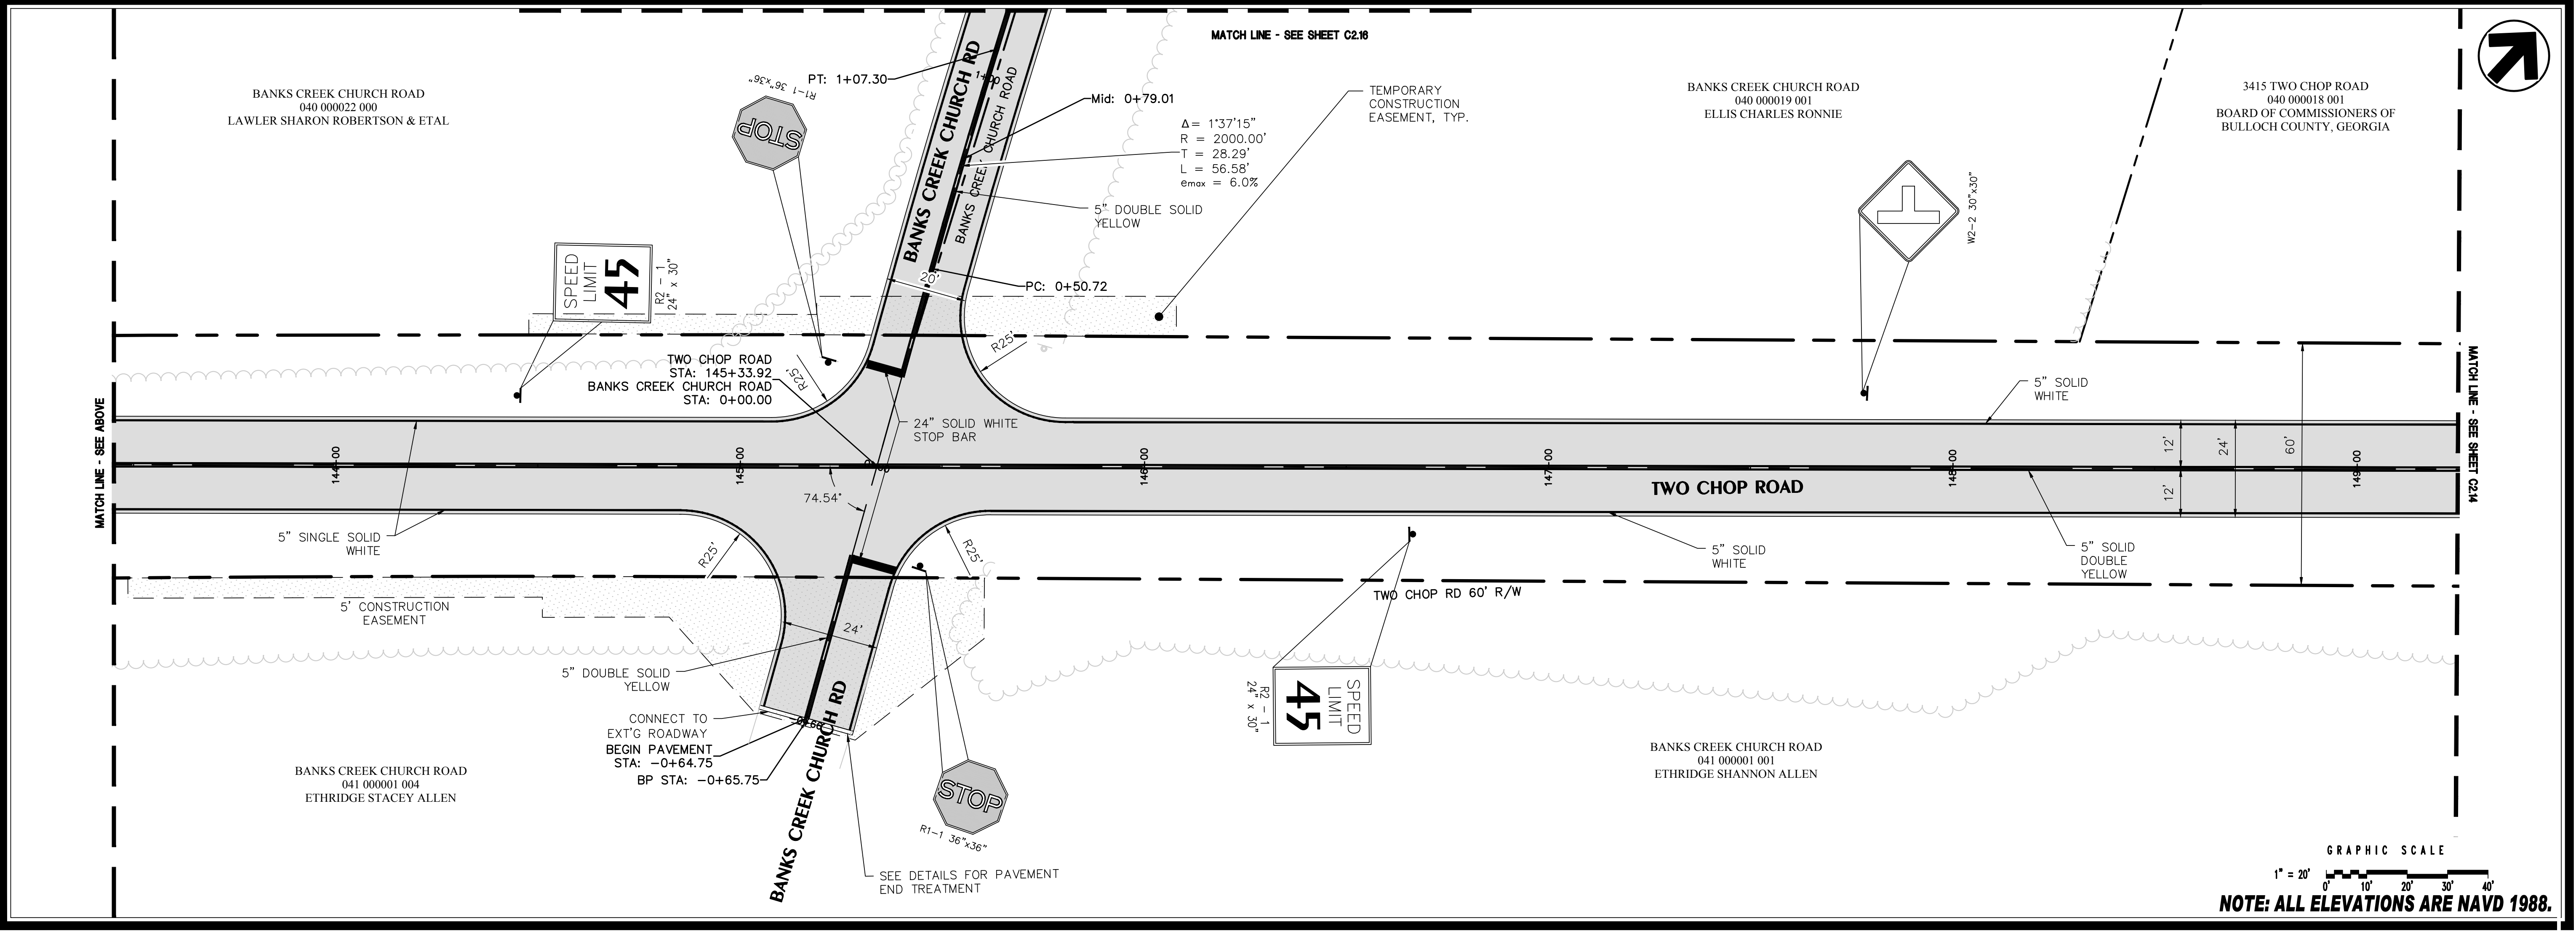 MATCH LINE - SEE SHEET C2.16
BANKS CREEK CHURCH ROAD
040 000022 000
LAWLER SHARON ROBERTSON & ETAL
R1-1 36"x36"
STOP
PT: 1+07.30
1+00
BANKS CREEK CHURCH RD
BANKS CREEK CHURCH ROAD
Mid: 0+79.01
Δ= 1°37'15"
R = 2000.00'
T = 28.29'
L = 56.58'
emax = 6.0%
5" DOUBLE SOLID
YELLOW
TEMPORARY
CONSTRUCTION
EASEMENT, TYP.
BANKS CREEK CHURCH ROAD
040 000019 001
ELLIS CHARLES RONNIE
3415 TWO CHOP ROAD
040 000018 001
BOARD OF COMMISSIONERS OF
BULLOCH COUNTY, GEORGIA
W2-2 30"x30"
SPEED
LIMIT
45
R2 - 1
24" x 30"
20'
PC: 0+50.72
R25'
R25'
TWO CHOP ROAD
STA: 145+33.92
BANKS CREEK CHURCH ROAD
STA: 0+00.00
24" SOLID WHITE
STOP BAR
5" SOLID
WHITE
MATCH LINE - SEE ABOVE
MATCH LINE - SEE SHEET C2.14
144+00
145+00
146+00
147+00
148+00
149+00
12'
12'
24'
60'
TWO CHOP ROAD
74.54°
5" SINGLE SOLID
WHITE
R25'
R25'
5" SOLID
WHITE
5" SOLID
DOUBLE
YELLOW
TWO CHOP RD 60' R/W
5' CONSTRUCTION
EASEMENT
24'
5" DOUBLE SOLID
YELLOW
SPEED
LIMIT
45
R2 - 1
24" x 30"
CONNECT TO
EXT'G ROADWAY
BEGIN PAVEMENT
STA: -0+64.75
BP STA: -0+65.75
BANKS CREEK CHURCH RD
STOP
R1-1 36"x36"
SEE DETAILS FOR PAVEMENT
END TREATMENT
BANKS CREEK CHURCH ROAD
041 000001 004
ETHRIDGE STACEY ALLEN
BANKS CREEK CHURCH ROAD
041 000001 001
ETHRIDGE SHANNON ALLEN
GRAPHIC SCALE
1" = 20'
0' 10' 20' 30' 40'
NOTE: ALL ELEVATIONS ARE NAVD 1988.